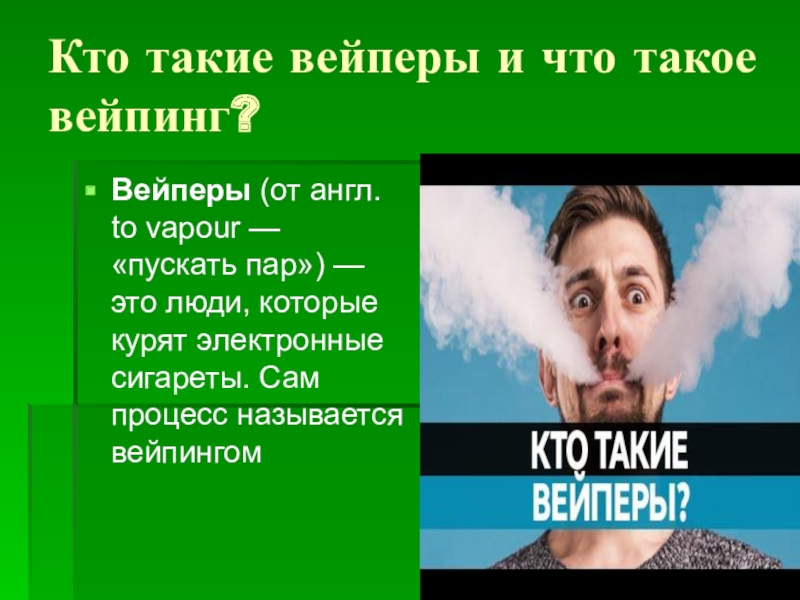 Кто такие вейперы и что такое
вейпинг?
Вейперы (от англ.
to vapour —
«пускать пар») —
это люди, которые
курят электронные
сигареты. Сам
процесс называется
вейпингом
КТО ТАКИЕ
ВЕЙПЕРЫ?